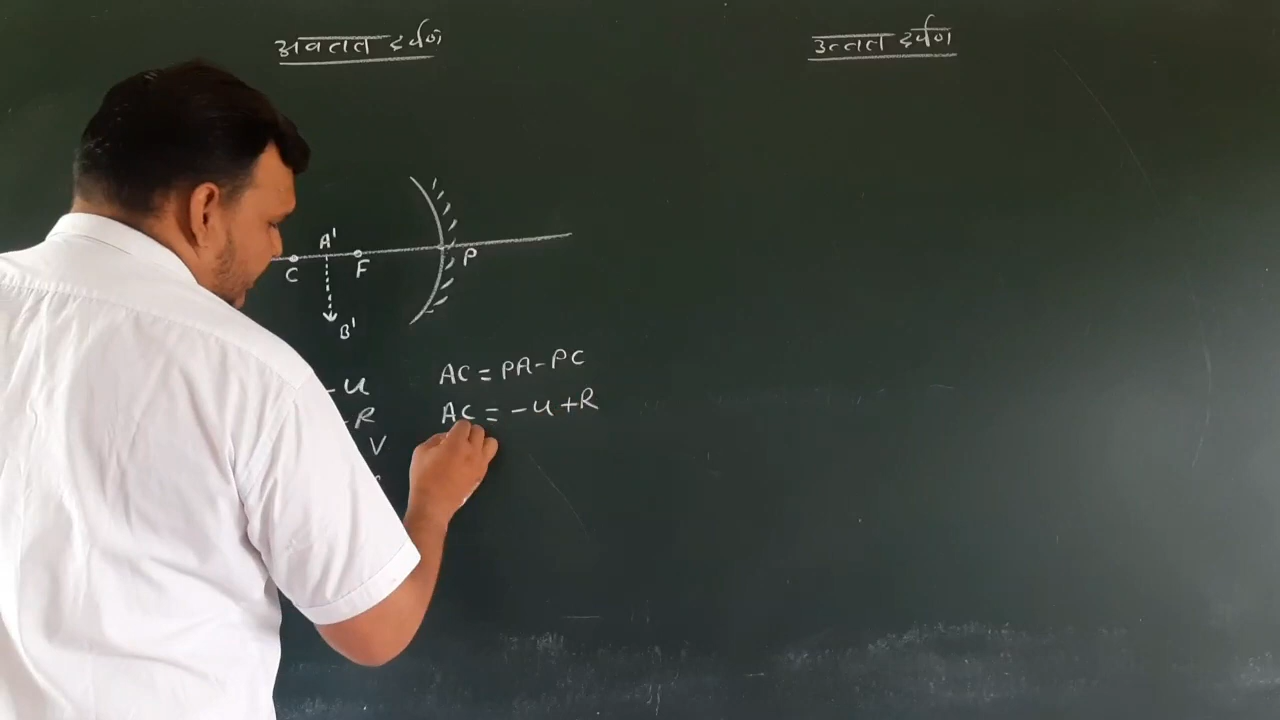 अवतल दर्पण
उत्तल दर्पण
A'
C F P
B'
AC = PA - PC
- u
AC = - u + R
- R
V